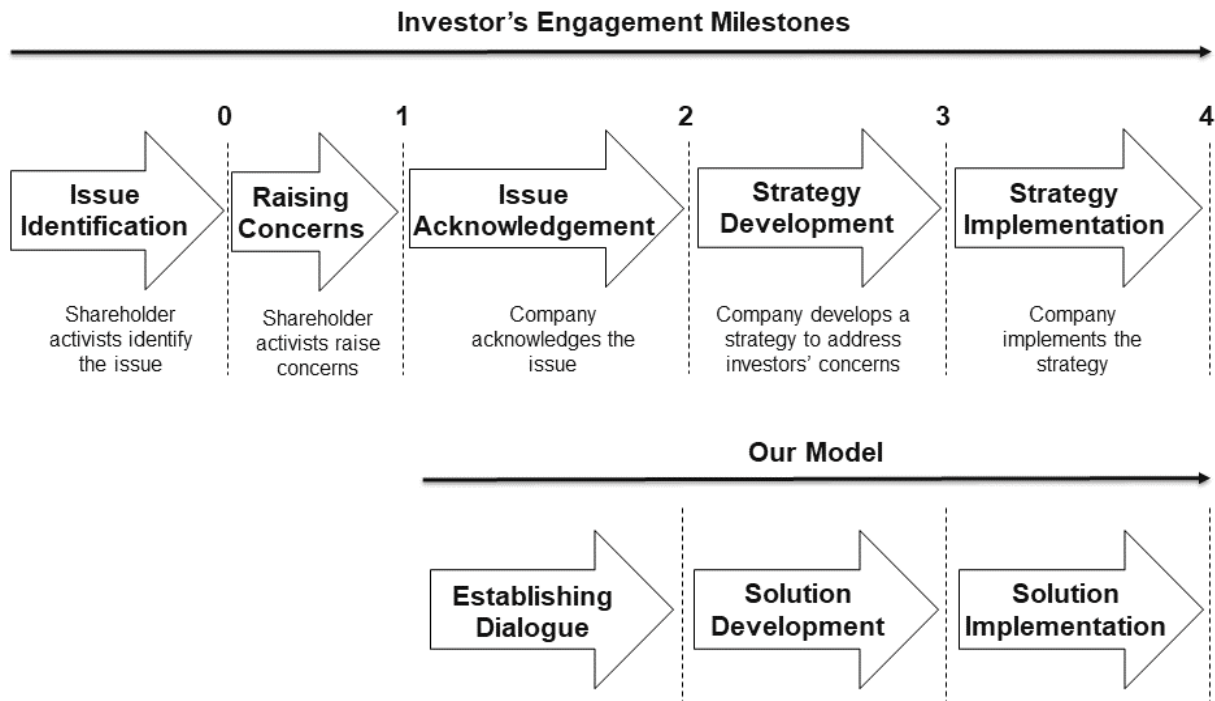 Investor’s Engagement Milestones
0
1
2
3
4
Issue
Identification
Raising
Concerns
Issue
Acknowledgement
Strategy
Development
Strategy
Implementation
Shareholder
activists identify
the issue
Shareholder
activists raise
concerns
Company
acknowledges the
issue
Company develops a
strategy to address
investors’ concerns
Company
implements the
strategy
Our Model
Establishing
Dialogue
Solution
Development
Solution
Implementation